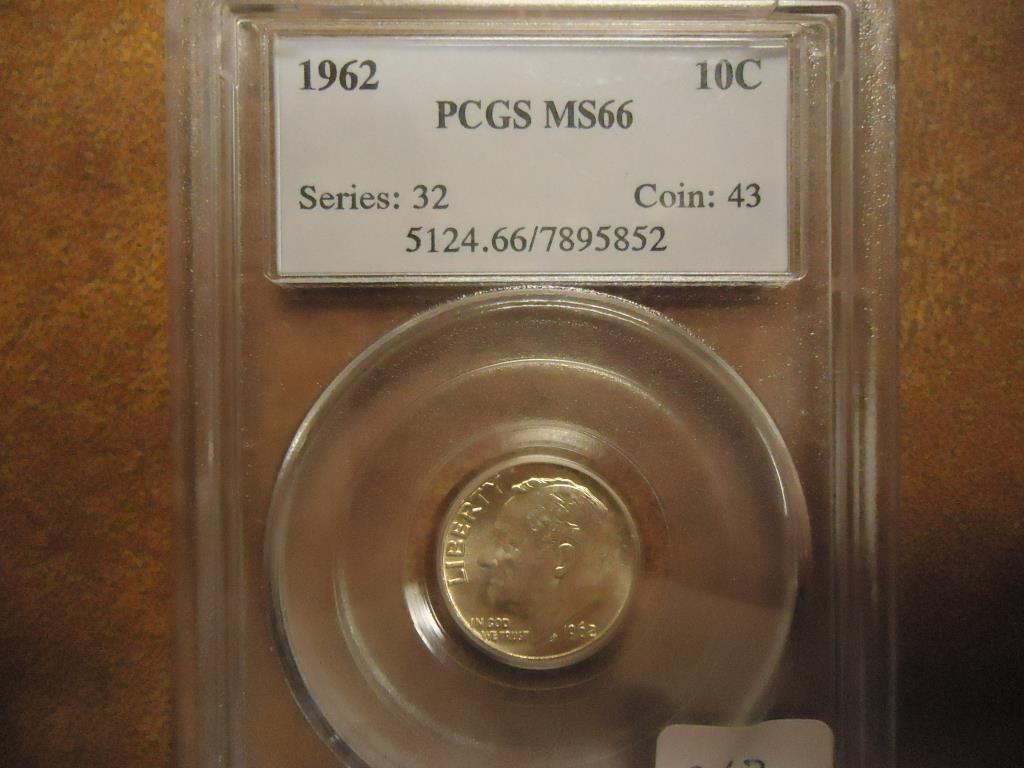 1962 10C
PCGS MS66
Series: 32 Coin: 43
5124.66/7895852
LIBERTY
IN GOD
WE TRUST 1962